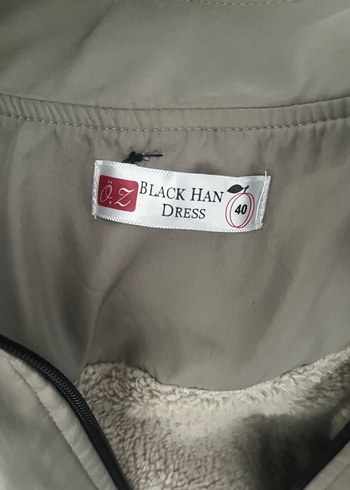 Ö.Z
BLACK HAN
DRESS
40